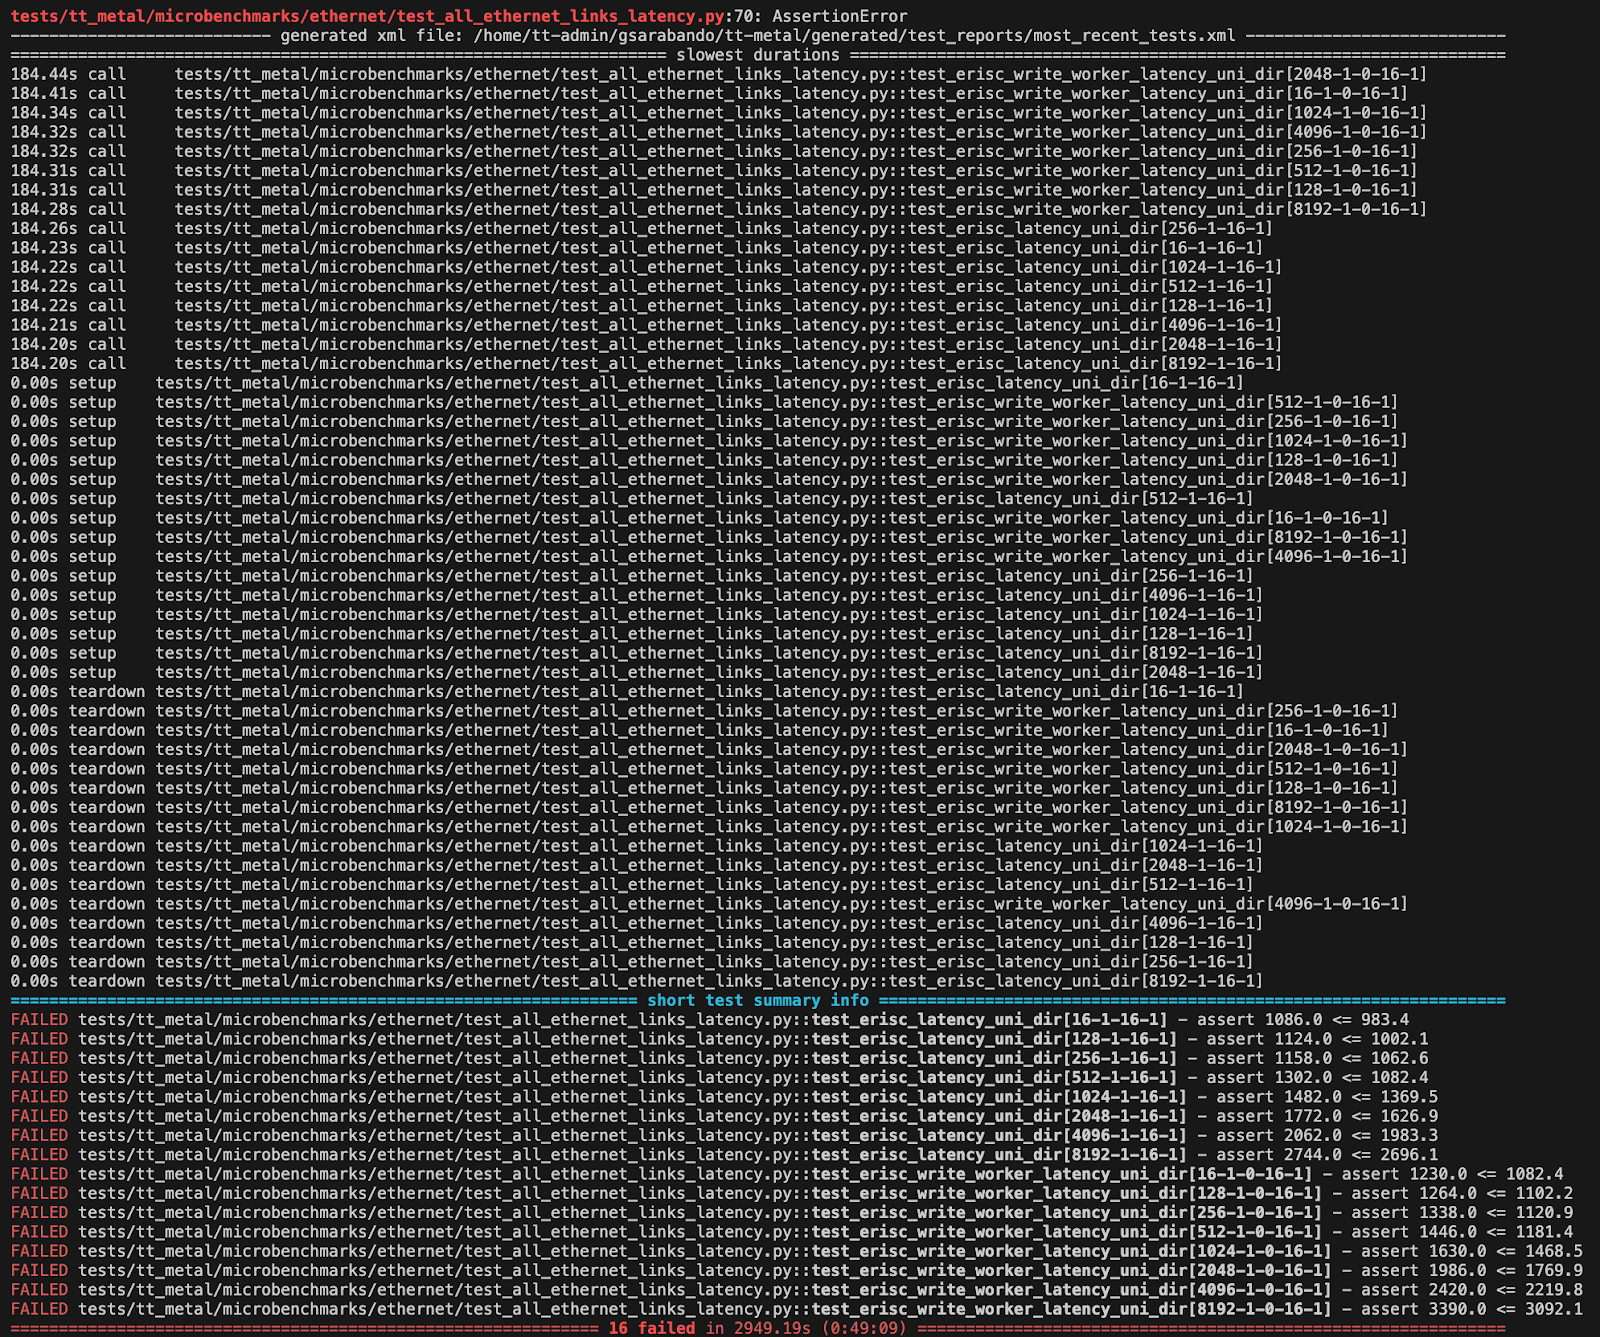 tests/tt_metal/microbenchmarks/ethernet/test_all_ethernet_links_latency.py:70: AssertionError
--------------------------- generated xml file: /home/tt-admin/gsarabando/tt-metal/generated/test_reports/most_recent_tests.xml ---------------------------
==================================================================== slowest durations ====================================================================
184.44s call     tests/tt_metal/microbenchmarks/ethernet/test_all_ethernet_links_latency.py::test_erisc_write_worker_latency_uni_dir[2048-1-0-16-1]
184.41s call     tests/tt_metal/microbenchmarks/ethernet/test_all_ethernet_links_latency.py::test_erisc_write_worker_latency_uni_dir[16-1-0-16-1]
184.34s call     tests/tt_metal/microbenchmarks/ethernet/test_all_ethernet_links_latency.py::test_erisc_write_worker_latency_uni_dir[1024-1-0-16-1]
184.32s call     tests/tt_metal/microbenchmarks/ethernet/test_all_ethernet_links_latency.py::test_erisc_write_worker_latency_uni_dir[4096-1-0-16-1]
184.32s call     tests/tt_metal/microbenchmarks/ethernet/test_all_ethernet_links_latency.py::test_erisc_write_worker_latency_uni_dir[256-1-0-16-1]
184.31s call     tests/tt_metal/microbenchmarks/ethernet/test_all_ethernet_links_latency.py::test_erisc_write_worker_latency_uni_dir[512-1-0-16-1]
184.31s call     tests/tt_metal/microbenchmarks/ethernet/test_all_ethernet_links_latency.py::test_erisc_write_worker_latency_uni_dir[128-1-0-16-1]
184.28s call     tests/tt_metal/microbenchmarks/ethernet/test_all_ethernet_links_latency.py::test_erisc_write_worker_latency_uni_dir[8192-1-0-16-1]
184.26s call     tests/tt_metal/microbenchmarks/ethernet/test_all_ethernet_links_latency.py::test_erisc_latency_uni_dir[256-1-16-1]
184.23s call     tests/tt_metal/microbenchmarks/ethernet/test_all_ethernet_links_latency.py::test_erisc_latency_uni_dir[16-1-16-1]
184.22s call     tests/tt_metal/microbenchmarks/ethernet/test_all_ethernet_links_latency.py::test_erisc_latency_uni_dir[1024-1-16-1]
184.22s call     tests/tt_metal/microbenchmarks/ethernet/test_all_ethernet_links_latency.py::test_erisc_latency_uni_dir[512-1-16-1]
184.22s call     tests/tt_metal/microbenchmarks/ethernet/test_all_ethernet_links_latency.py::test_erisc_latency_uni_dir[128-1-16-1]
184.21s call     tests/tt_metal/microbenchmarks/ethernet/test_all_ethernet_links_latency.py::test_erisc_latency_uni_dir[4096-1-16-1]
184.20s call     tests/tt_metal/microbenchmarks/ethernet/test_all_ethernet_links_latency.py::test_erisc_latency_uni_dir[2048-1-16-1]
184.20s call     tests/tt_metal/microbenchmarks/ethernet/test_all_ethernet_links_latency.py::test_erisc_latency_uni_dir[8192-1-16-1]
0.00s setup    tests/tt_metal/microbenchmarks/ethernet/test_all_ethernet_links_latency.py::test_erisc_latency_uni_dir[16-1-16-1]
0.00s setup    tests/tt_metal/microbenchmarks/ethernet/test_all_ethernet_links_latency.py::test_erisc_write_worker_latency_uni_dir[512-1-0-16-1]
0.00s setup    tests/tt_metal/microbenchmarks/ethernet/test_all_ethernet_links_latency.py::test_erisc_write_worker_latency_uni_dir[256-1-0-16-1]
0.00s setup    tests/tt_metal/microbenchmarks/ethernet/test_all_ethernet_links_latency.py::test_erisc_write_worker_latency_uni_dir[1024-1-0-16-1]
0.00s setup    tests/tt_metal/microbenchmarks/ethernet/test_all_ethernet_links_latency.py::test_erisc_write_worker_latency_uni_dir[128-1-0-16-1]
0.00s setup    tests/tt_metal/microbenchmarks/ethernet/test_all_ethernet_links_latency.py::test_erisc_write_worker_latency_uni_dir[2048-1-0-16-1]
0.00s setup    tests/tt_metal/microbenchmarks/ethernet/test_all_ethernet_links_latency.py::test_erisc_latency_uni_dir[512-1-16-1]
0.00s setup    tests/tt_metal/microbenchmarks/ethernet/test_all_ethernet_links_latency.py::test_erisc_write_worker_latency_uni_dir[16-1-0-16-1]
0.00s setup    tests/tt_metal/microbenchmarks/ethernet/test_all_ethernet_links_latency.py::test_erisc_write_worker_latency_uni_dir[8192-1-0-16-1]
0.00s setup    tests/tt_metal/microbenchmarks/ethernet/test_all_ethernet_links_latency.py::test_erisc_write_worker_latency_uni_dir[4096-1-0-16-1]
0.00s setup    tests/tt_metal/microbenchmarks/ethernet/test_all_ethernet_links_latency.py::test_erisc_latency_uni_dir[256-1-16-1]
0.00s setup    tests/tt_metal/microbenchmarks/ethernet/test_all_ethernet_links_latency.py::test_erisc_latency_uni_dir[4096-1-16-1]
0.00s setup    tests/tt_metal/microbenchmarks/ethernet/test_all_ethernet_links_latency.py::test_erisc_latency_uni_dir[1024-1-16-1]
0.00s setup    tests/tt_metal/microbenchmarks/ethernet/test_all_ethernet_links_latency.py::test_erisc_latency_uni_dir[128-1-16-1]
0.00s setup    tests/tt_metal/microbenchmarks/ethernet/test_all_ethernet_links_latency.py::test_erisc_latency_uni_dir[8192-1-16-1]
0.00s setup    tests/tt_metal/microbenchmarks/ethernet/test_all_ethernet_links_latency.py::test_erisc_latency_uni_dir[2048-1-16-1]
0.00s teardown tests/tt_metal/microbenchmarks/ethernet/test_all_ethernet_links_latency.py::test_erisc_latency_uni_dir[16-1-16-1]
0.00s teardown tests/tt_metal/microbenchmarks/ethernet/test_all_ethernet_links_latency.py::test_erisc_write_worker_latency_uni_dir[256-1-0-16-1]
0.00s teardown tests/tt_metal/microbenchmarks/ethernet/test_all_ethernet_links_latency.py::test_erisc_write_worker_latency_uni_dir[16-1-0-16-1]
0.00s teardown tests/tt_metal/microbenchmarks/ethernet/test_all_ethernet_links_latency.py::test_erisc_write_worker_latency_uni_dir[2048-1-0-16-1]
0.00s teardown tests/tt_metal/microbenchmarks/ethernet/test_all_ethernet_links_latency.py::test_erisc_write_worker_latency_uni_dir[512-1-0-16-1]
0.00s teardown tests/tt_metal/microbenchmarks/ethernet/test_all_ethernet_links_latency.py::test_erisc_write_worker_latency_uni_dir[128-1-0-16-1]
0.00s teardown tests/tt_metal/microbenchmarks/ethernet/test_all_ethernet_links_latency.py::test_erisc_write_worker_latency_uni_dir[8192-1-0-16-1]
0.00s teardown tests/tt_metal/microbenchmarks/ethernet/test_all_ethernet_links_latency.py::test_erisc_write_worker_latency_uni_dir[1024-1-0-16-1]
0.00s teardown tests/tt_metal/microbenchmarks/ethernet/test_all_ethernet_links_latency.py::test_erisc_latency_uni_dir[1024-1-16-1]
0.00s teardown tests/tt_metal/microbenchmarks/ethernet/test_all_ethernet_links_latency.py::test_erisc_latency_uni_dir[2048-1-16-1]
0.00s teardown tests/tt_metal/microbenchmarks/ethernet/test_all_ethernet_links_latency.py::test_erisc_latency_uni_dir[512-1-16-1]
0.00s teardown tests/tt_metal/microbenchmarks/ethernet/test_all_ethernet_links_latency.py::test_erisc_write_worker_latency_uni_dir[4096-1-0-16-1]
0.00s teardown tests/tt_metal/microbenchmarks/ethernet/test_all_ethernet_links_latency.py::test_erisc_latency_uni_dir[4096-1-16-1]
0.00s teardown tests/tt_metal/microbenchmarks/ethernet/test_all_ethernet_links_latency.py::test_erisc_latency_uni_dir[128-1-16-1]
0.00s teardown tests/tt_metal/microbenchmarks/ethernet/test_all_ethernet_links_latency.py::test_erisc_latency_uni_dir[256-1-16-1]
0.00s teardown tests/tt_metal/microbenchmarks/ethernet/test_all_ethernet_links_latency.py::test_erisc_latency_uni_dir[8192-1-16-1]
================================================================= short test summary info =================================================================
FAILED tests/tt_metal/microbenchmarks/ethernet/test_all_ethernet_links_latency.py::test_erisc_latency_uni_dir[16-1-16-1] - assert 1086.0 <= 983.4
FAILED tests/tt_metal/microbenchmarks/ethernet/test_all_ethernet_links_latency.py::test_erisc_latency_uni_dir[128-1-16-1] - assert 1124.0 <= 1002.1
FAILED tests/tt_metal/microbenchmarks/ethernet/test_all_ethernet_links_latency.py::test_erisc_latency_uni_dir[256-1-16-1] - assert 1158.0 <= 1062.6
FAILED tests/tt_metal/microbenchmarks/ethernet/test_all_ethernet_links_latency.py::test_erisc_latency_uni_dir[512-1-16-1] - assert 1302.0 <= 1082.4
FAILED tests/tt_metal/microbenchmarks/ethernet/test_all_ethernet_links_latency.py::test_erisc_latency_uni_dir[1024-1-16-1] - assert 1482.0 <= 1369.5
FAILED tests/tt_metal/microbenchmarks/ethernet/test_all_ethernet_links_latency.py::test_erisc_latency_uni_dir[2048-1-16-1] - assert 1772.0 <= 1626.9
FAILED tests/tt_metal/microbenchmarks/ethernet/test_all_ethernet_links_latency.py::test_erisc_latency_uni_dir[4096-1-16-1] - assert 2062.0 <= 1983.3
FAILED tests/tt_metal/microbenchmarks/ethernet/test_all_ethernet_links_latency.py::test_erisc_latency_uni_dir[8192-1-16-1] - assert 2744.0 <= 2696.1
FAILED tests/tt_metal/microbenchmarks/ethernet/test_all_ethernet_links_latency.py::test_erisc_write_worker_latency_uni_dir[16-1-0-16-1] - assert 1230.0 <= 1082.4
FAILED tests/tt_metal/microbenchmarks/ethernet/test_all_ethernet_links_latency.py::test_erisc_write_worker_latency_uni_dir[128-1-0-16-1] - assert 1264.0 <= 1102.2
FAILED tests/tt_metal/microbenchmarks/ethernet/test_all_ethernet_links_latency.py::test_erisc_write_worker_latency_uni_dir[256-1-0-16-1] - assert 1338.0 <= 1120.9
FAILED tests/tt_metal/microbenchmarks/ethernet/test_all_ethernet_links_latency.py::test_erisc_write_worker_latency_uni_dir[512-1-0-16-1] - assert 1446.0 <= 1181.4
FAILED tests/tt_metal/microbenchmarks/ethernet/test_all_ethernet_links_latency.py::test_erisc_write_worker_latency_uni_dir[1024-1-0-16-1] - assert 1630.0 <= 1468.5
FAILED tests/tt_metal/microbenchmarks/ethernet/test_all_ethernet_links_latency.py::test_erisc_write_worker_latency_uni_dir[2048-1-0-16-1] - assert 1986.0 <= 1769.9
FAILED tests/tt_metal/microbenchmarks/ethernet/test_all_ethernet_links_latency.py::test_erisc_write_worker_latency_uni_dir[4096-1-0-16-1] - assert 2420.0 <= 2219.8
FAILED tests/tt_metal/microbenchmarks/ethernet/test_all_ethernet_links_latency.py::test_erisc_write_worker_latency_uni_dir[8192-1-0-16-1] - assert 3390.0 <= 3092.1
============================================================= 16 failed in 2949.19s (0:49:09) =============================================================